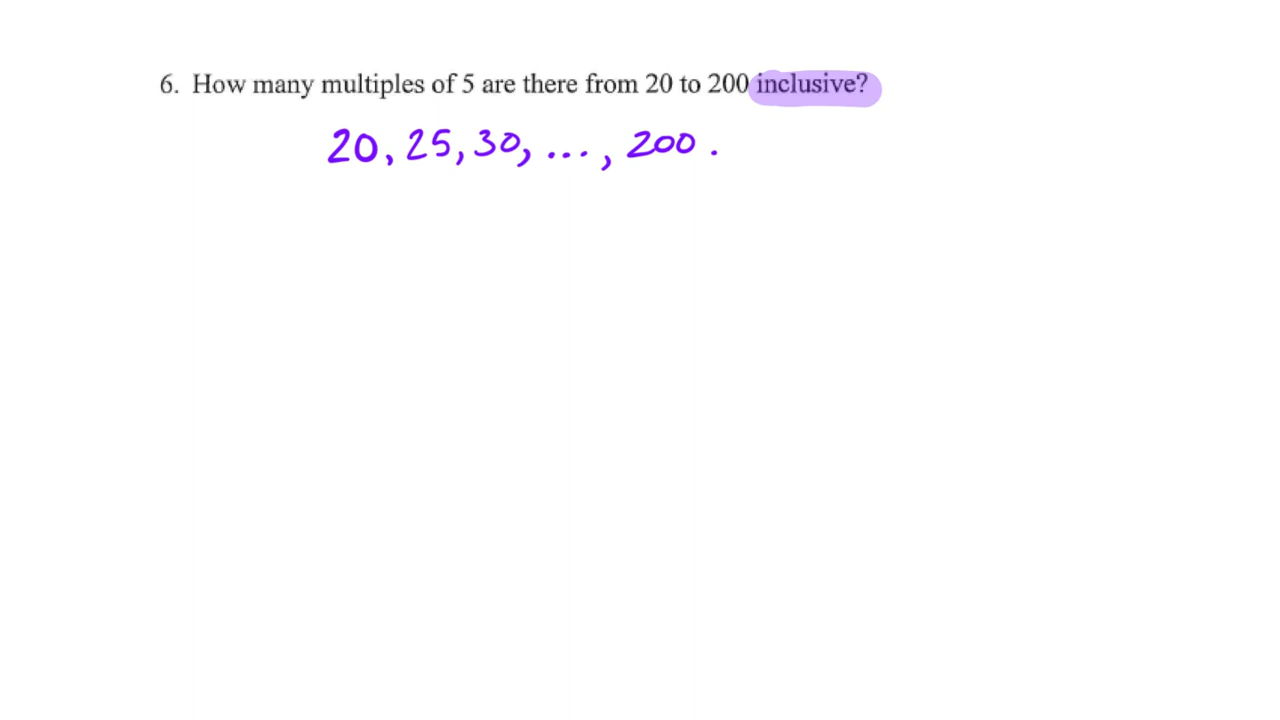 6. How many multiples of 5 are there from 20 to 200 inclusive?
20, 25, 30, ..., 200.